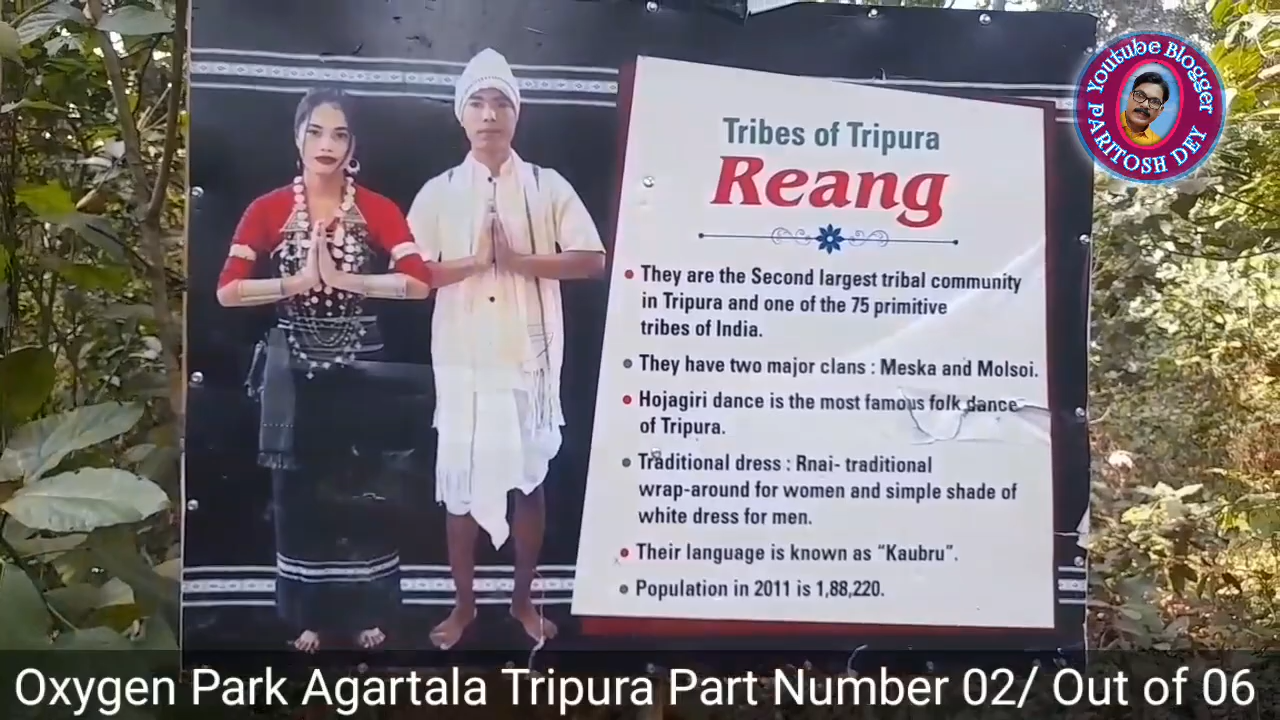 Youtube Blogger
PARITOSH DEY
Tribes of Tripura
Reang
They are the Second largest tribal community
in Tripura and one of the 75 primitive
tribes of India.
They have two major clans : Meska and Molsoi.
Hojagiri dance is the most famous folk dance
of Tripura.
Traditional dress : Rnai- traditional
wrap-around for women and simple shade of
white dress for men.
Their language is known as “Kaubru”.
Population in 2011 is 1,88,220.
Oxygen Park Agartala Tripura Part Number 02/ Out of 06